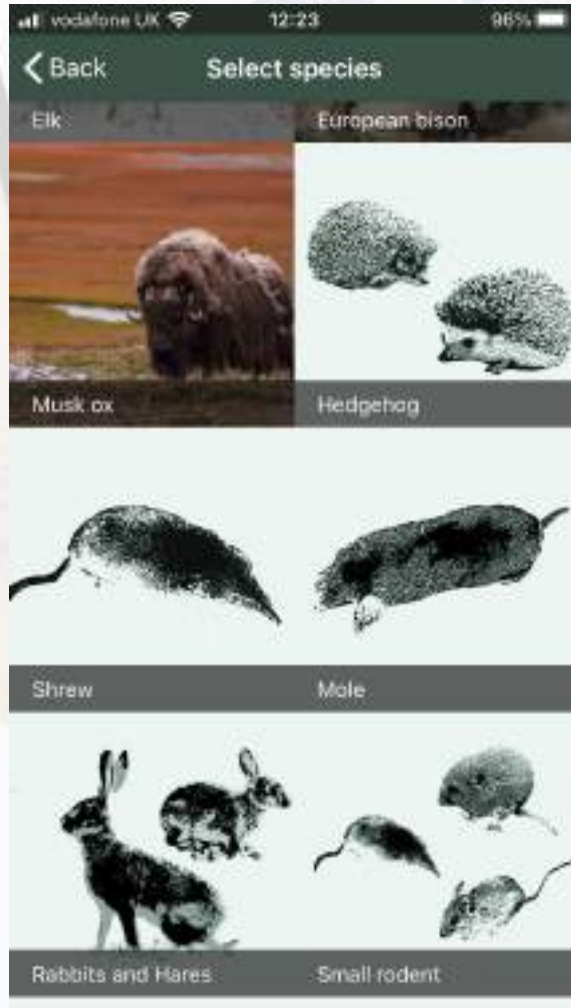 vodafone UK 12:23 96%
Back Select species
Elk European bison
Musk ox Hedgehog
Shrew Mole
Rabbits and Hares Small rodent